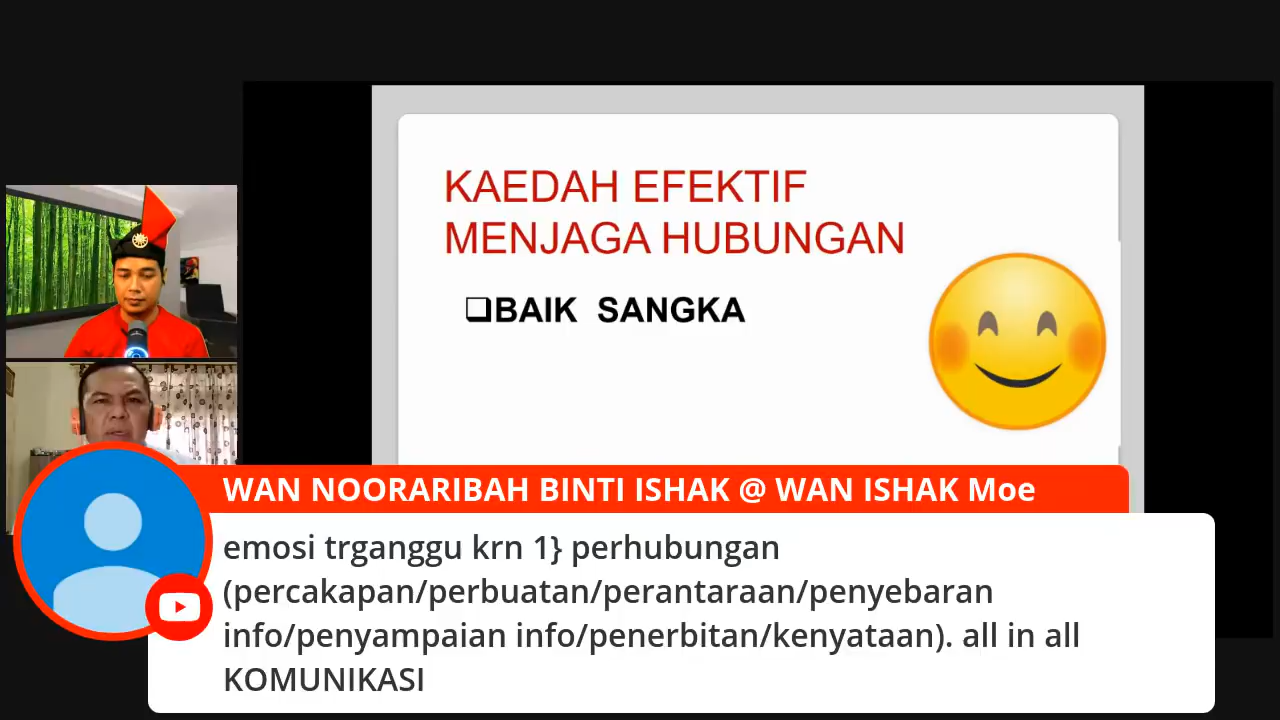 KAEDAH EFEKTIF
MENJAGA HUBUNGAN
❑BAIK SANGKA
WAN NOORARIBAH BINTI ISHAK @ WAN ISHAK Moe
emosi trganggu krn 1} perhubungan
(percakapan/perbuatan/perantaraan/penyebaran
info/penyampaian info/penerbitan/kenyataan). all in all
KOMUNIKASI